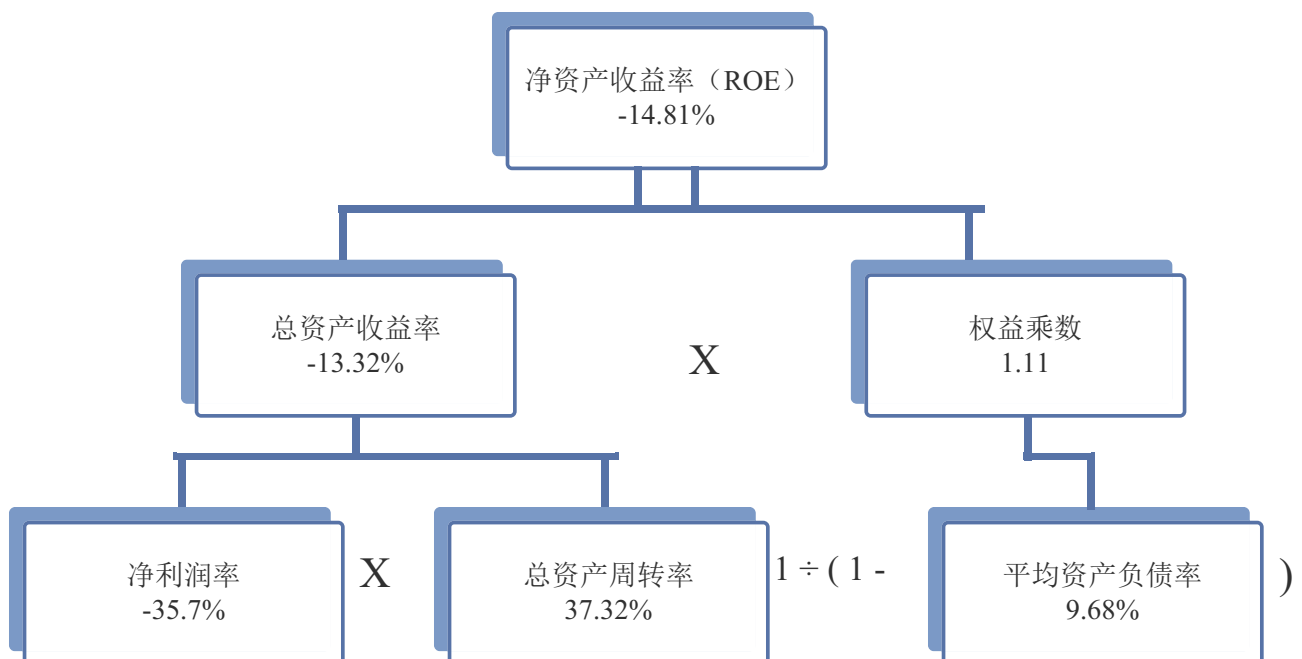 净资产收益率（ROE）
-14.81%
总资产收益率
-13.32%
X
权益乘数
1.11
净利润率
-35.7%
X
总资产周转率
37.32%
1 ÷ ( 1 -
平均资产负债率
9.68%
)